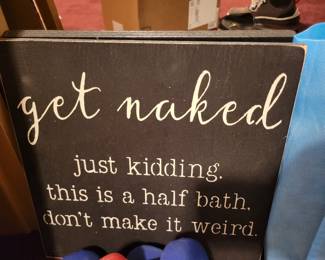 get naked
just kidding.
this is a half bath.
don't make it weird.